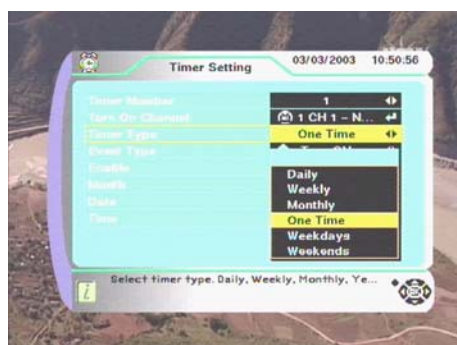 Timer Setting
03/03/2003 10:50:56
Timer Number
1
Turn On Channel
1 CH 1 - N...
Timer Type
One Time
Event Type
Enable
Month
Date
Time
Daily
Weekly
Monthly
One Time
Weekdays
Weekends
Select timer type. Daily, Weekly, Monthly, Ye...